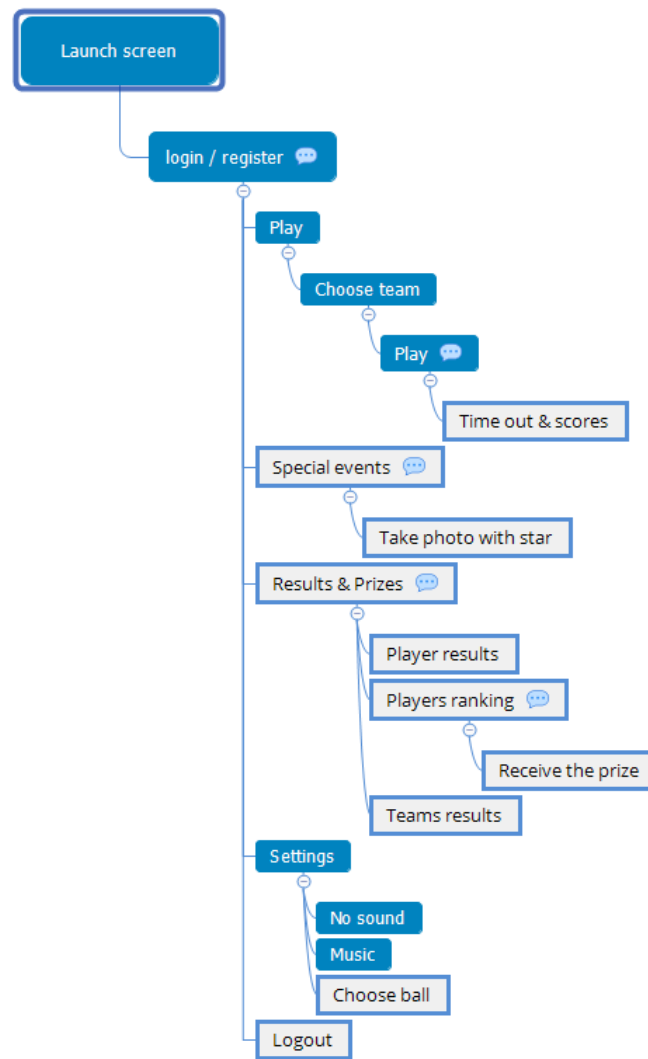 Launch screen
login / register
Play
Choose team
Play
Time out & scores
Special events
Take photo with star
Results & Prizes
Player results
Players ranking
Receive the prize
Teams results
Settings
No sound
Music
Choose ball
Logout